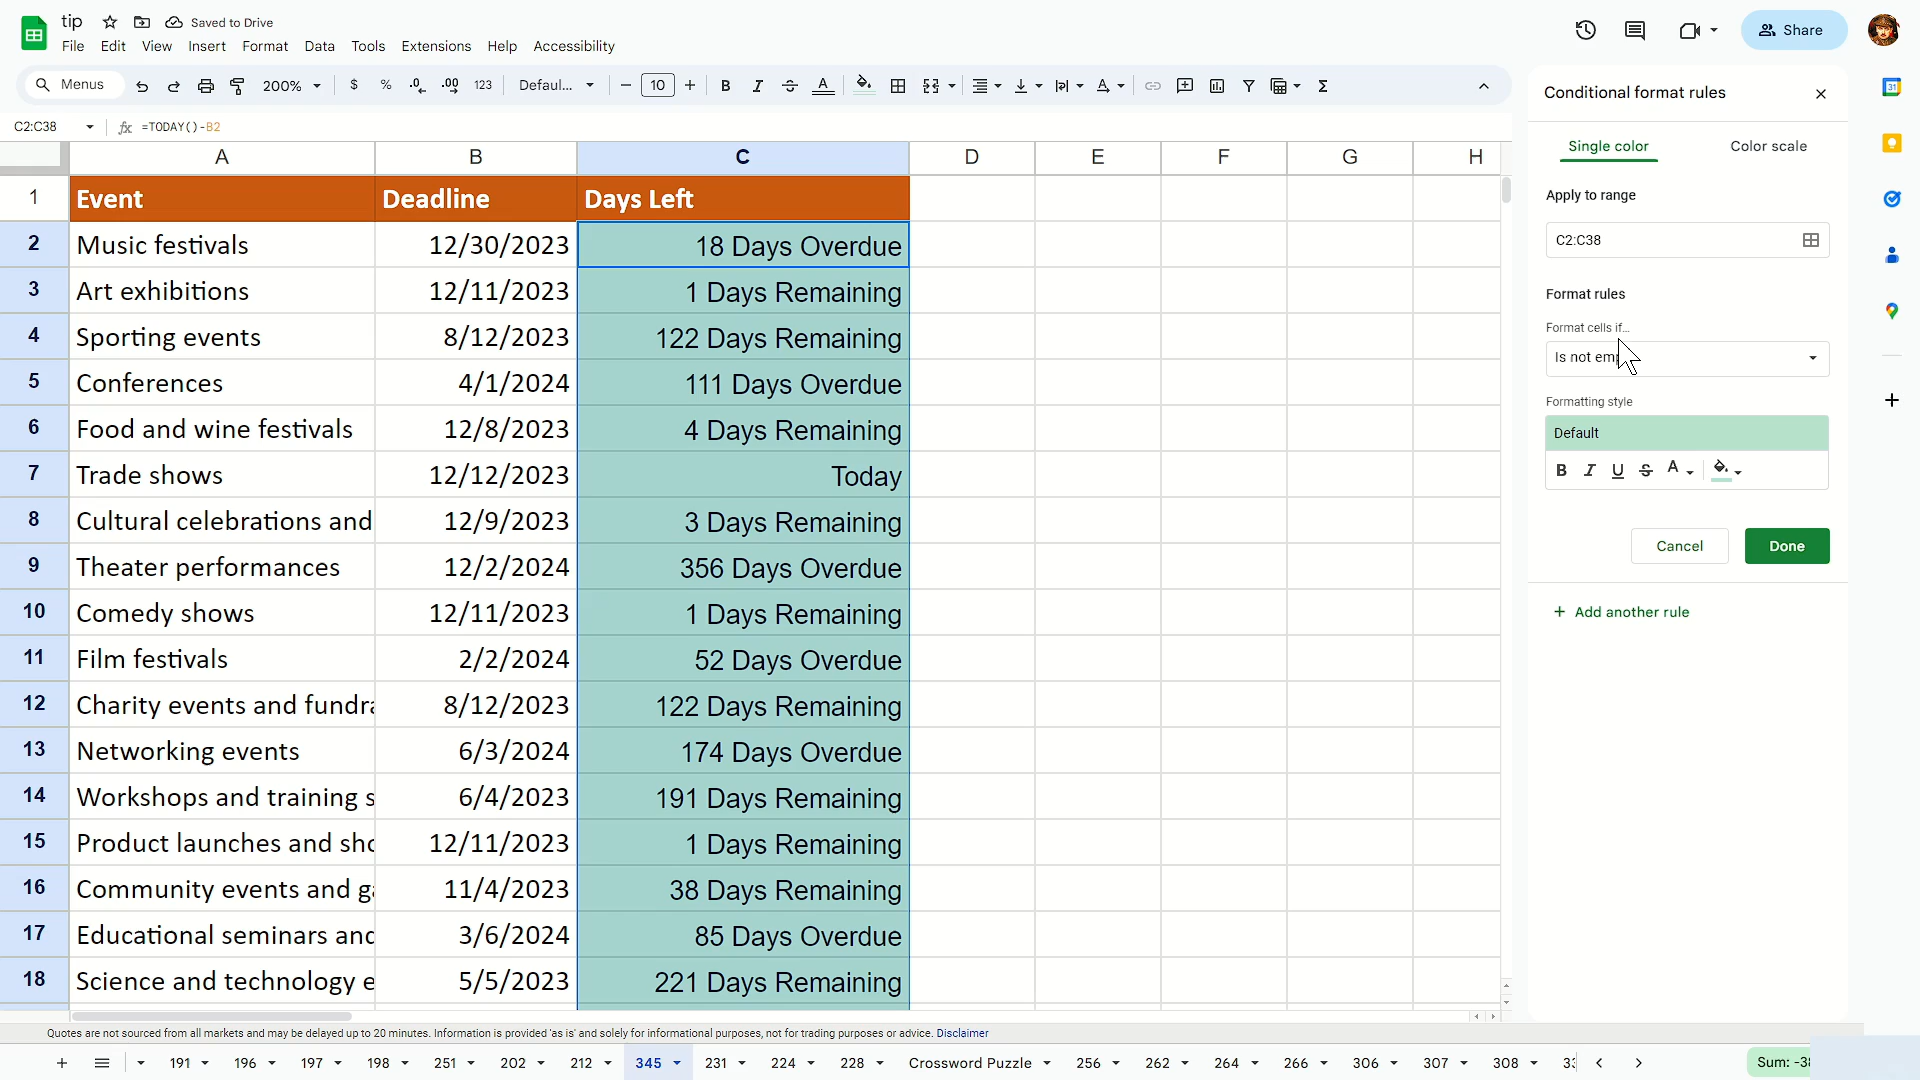 tip Saved to Drive
File Edit View Insert Format Data Tools Extensions Help Accessibility
Share
Menus 200% $ % .0 .00 123 Defaul... 10 B I A Σ
C2:C38 fx =TODAY()-B2
A B C D E F G H
1 Event Deadline Days Left
2 Music festivals 12/30/2023 18 Days Overdue
3 Art exhibitions 12/11/2023 1 Days Remaining
4 Sporting events 8/12/2023 122 Days Remaining
5 Conferences 4/1/2024 111 Days Overdue
6 Food and wine festivals 12/8/2023 4 Days Remaining
7 Trade shows 12/12/2023 Today
8 Cultural celebrations and 12/9/2023 3 Days Remaining
9 Theater performances 12/2/2024 356 Days Overdue
10 Comedy shows 12/11/2023 1 Days Remaining
11 Film festivals 2/2/2024 52 Days Overdue
12 Charity events and fundra 8/12/2023 122 Days Remaining
13 Networking events 6/3/2024 174 Days Overdue
14 Workshops and training s 6/4/2023 191 Days Remaining
15 Product launches and sho 12/11/2023 1 Days Remaining
16 Community events and ga 11/4/2023 38 Days Remaining
17 Educational seminars and 3/6/2024 85 Days Overdue
18 Science and technology e 5/5/2023 221 Days Remaining
Conditional format rules
Single color Color scale
Apply to range
C2:C38
Format rules
Format cells if...
Is not
Formatting style
Default
B I U S A
Cancel Done
+ Add another rule
31
Quotes are not sourced from all markets and may be delayed up to 20 minutes. Information is provided 'as is' and solely for informational purposes, not for trading purposes or advice. Disclaimer
191 196 197 198 251 202 212 345 231 224 228 Crossword Puzzle 256 262 264 266 306 307 308
Sum: